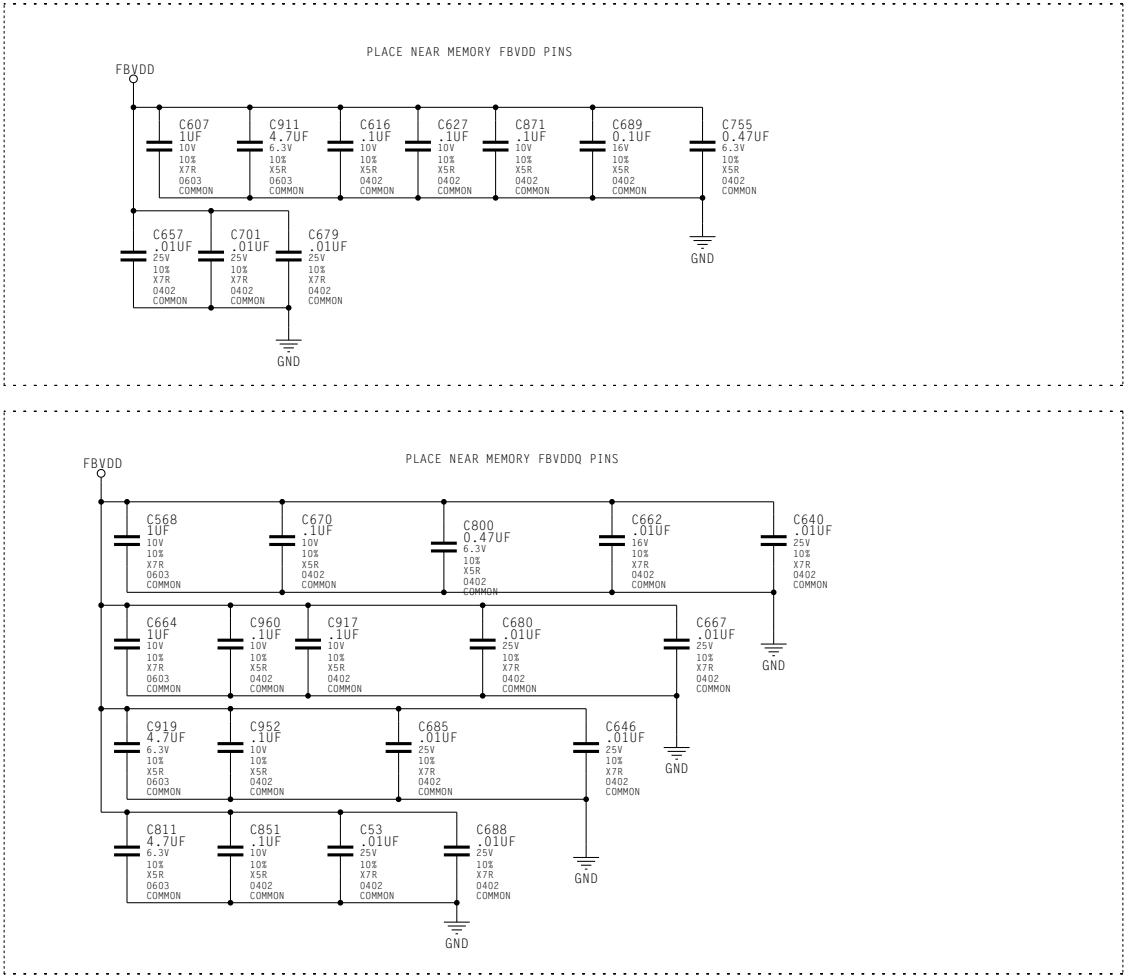 PLACE NEAR MEMORY FBVDD PINS
FBVDD
C607
1UF
10V
10%
X7R
0603
COMMON
C911
4.7UF
6.3V
10%
X5R
0603
COMMON
C616
.1UF
10V
10%
X5R
0402
COMMON
C627
.1UF
10V
10%
X5R
0402
COMMON
C871
.1UF
10V
10%
X5R
0402
COMMON
C689
0.1UF
16V
10%
X5R
0402
COMMON
C755
0.47UF
6.3V
10%
X5R
0402
COMMON
GND
C657
.01UF
25V
10%
X7R
0402
COMMON
C701
.01UF
25V
10%
X7R
0402
COMMON
C679
.01UF
25V
10%
X7R
0402
COMMON
GND
PLACE NEAR MEMORY FBVDDQ PINS
FBVDD
C568
1UF
10V
10%
X7R
0603
COMMON
C670
.1UF
10V
10%
X5R
0402
COMMON
C800
0.47UF
6.3V
10%
X5R
0402
COMMON
C662
.01UF
16V
10%
X7R
0402
COMMON
C640
.01UF
25V
10%
X7R
0402
COMMON
GND
C664
1UF
10V
10%
X7R
0603
COMMON
C960
.1UF
10V
10%
X5R
0402
COMMON
C917
.1UF
10V
10%
X5R
0402
COMMON
C680
.01UF
25V
10%
X7R
0402
COMMON
C667
.01UF
25V
10%
X7R
0402
COMMON
GND
C919
4.7UF
6.3V
10%
X5R
0603
COMMON
C952
.1UF
10V
10%
X5R
0402
COMMON
C685
.01UF
25V
10%
X7R
0402
COMMON
C646
.01UF
25V
10%
X7R
0402
COMMON
GND
C811
4.7UF
6.3V
10%
X5R
0603
COMMON
C851
.1UF
10V
10%
X5R
0402
COMMON
C53
.01UF
25V
10%
X7R
0402
COMMON
C688
.01UF
25V
10%
X7R
0402
COMMON
GND